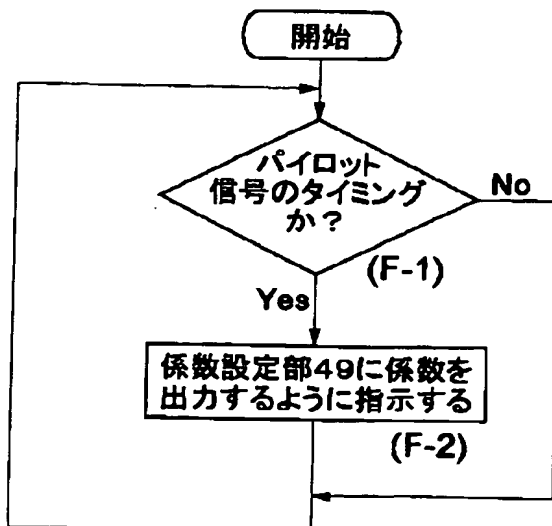 開始
パイロット
信号のタイミング
か？
No
(F-1)
Yes
係数設定部49に係数を
出力するように指示する
(F-2)